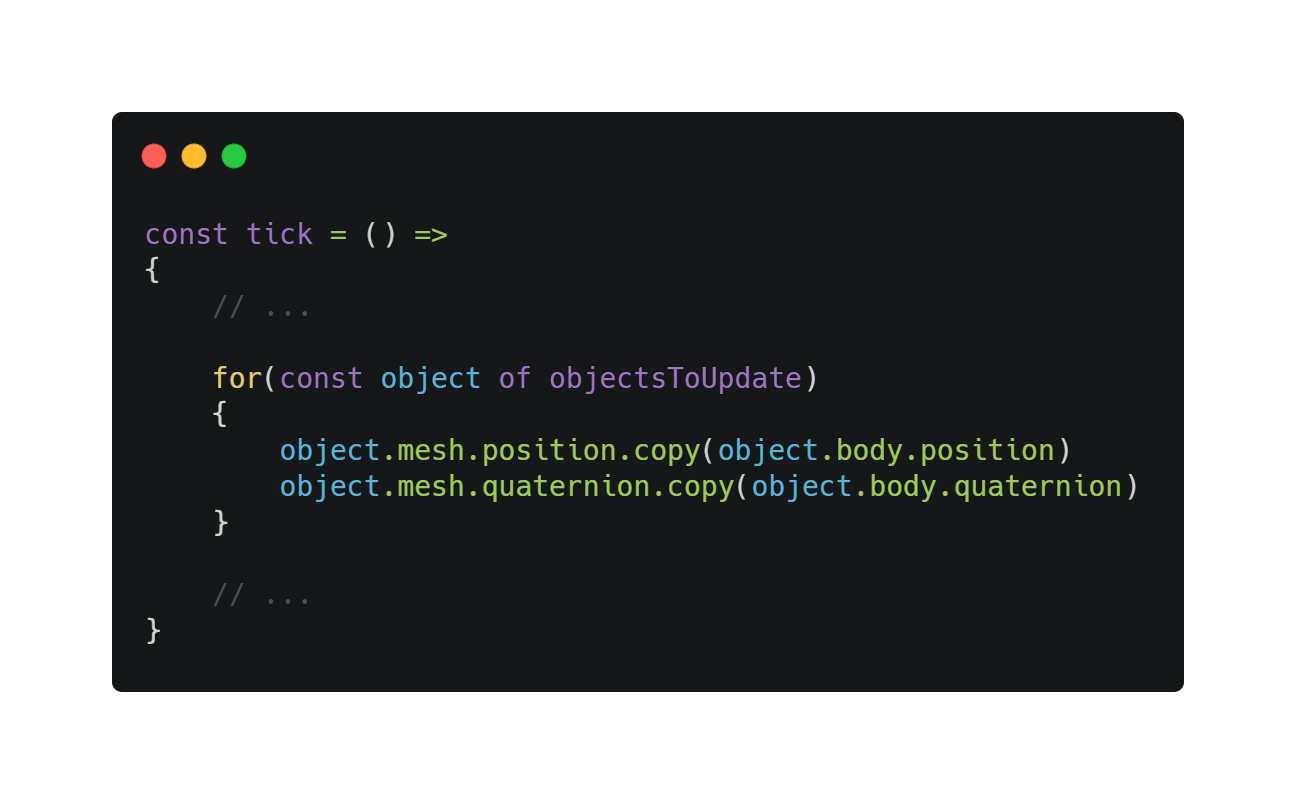 const tick = () =>
{
    // ...

    for(const object of objectsToUpdate)
    {
        object.mesh.position.copy(object.body.position)
        object.mesh.quaternion.copy(object.body.quaternion)
    }

    // ...
}